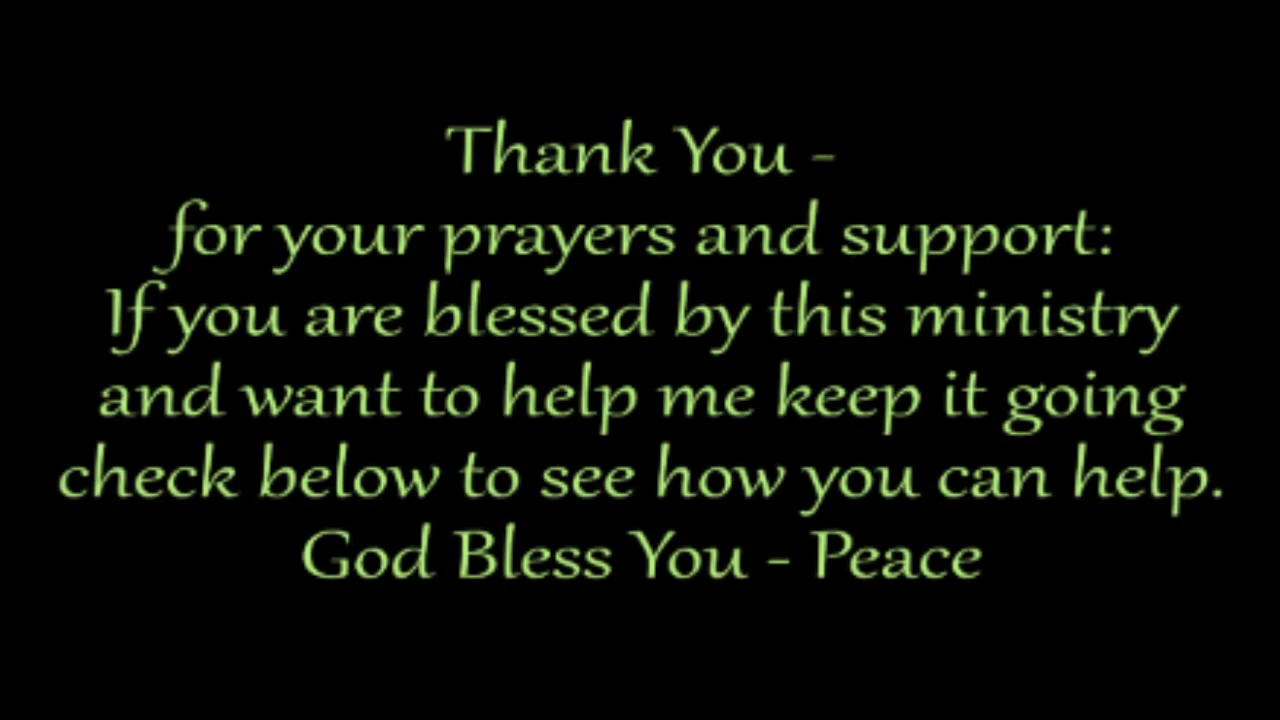 Thank You -
for your prayers and support:
If you are blessed by this ministry
and want to help me keep it going
check below to see how you can help.
God Bless You - Peace